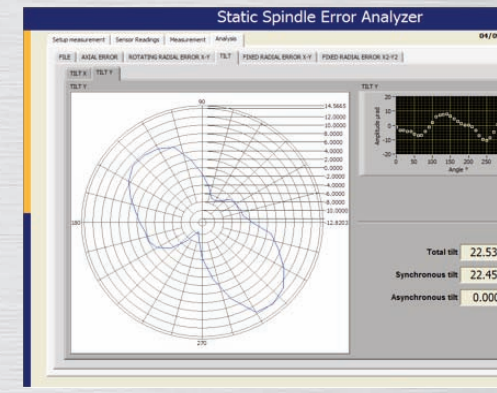 Static Spindle Error Analyzer
04/0
Setup measurement Sensor Readings Measurement Analysis
FILE AXIAL ERROR ROTATING RADIAL ERROR X-Y TILT FIXED RADIAL ERROR X-Y FIXED RADIAL ERROR X2-Y2
TILT X TILT Y
TILT Y TILT Y
90
14.5665
12.0000
10.0000
8.0000
6.0000
4.0000
2.0000
0.0000
-2.0000
-4.0000
-6.0000
-8.0000
-10.0000
-12.8203
180
270
Amplitude µrad
20
10
0
-10
-20
0 50 100 150 200 250
Angle °
Total tilt 22.53
Synchronous tilt 22.45
Asynchronous tilt 0.000